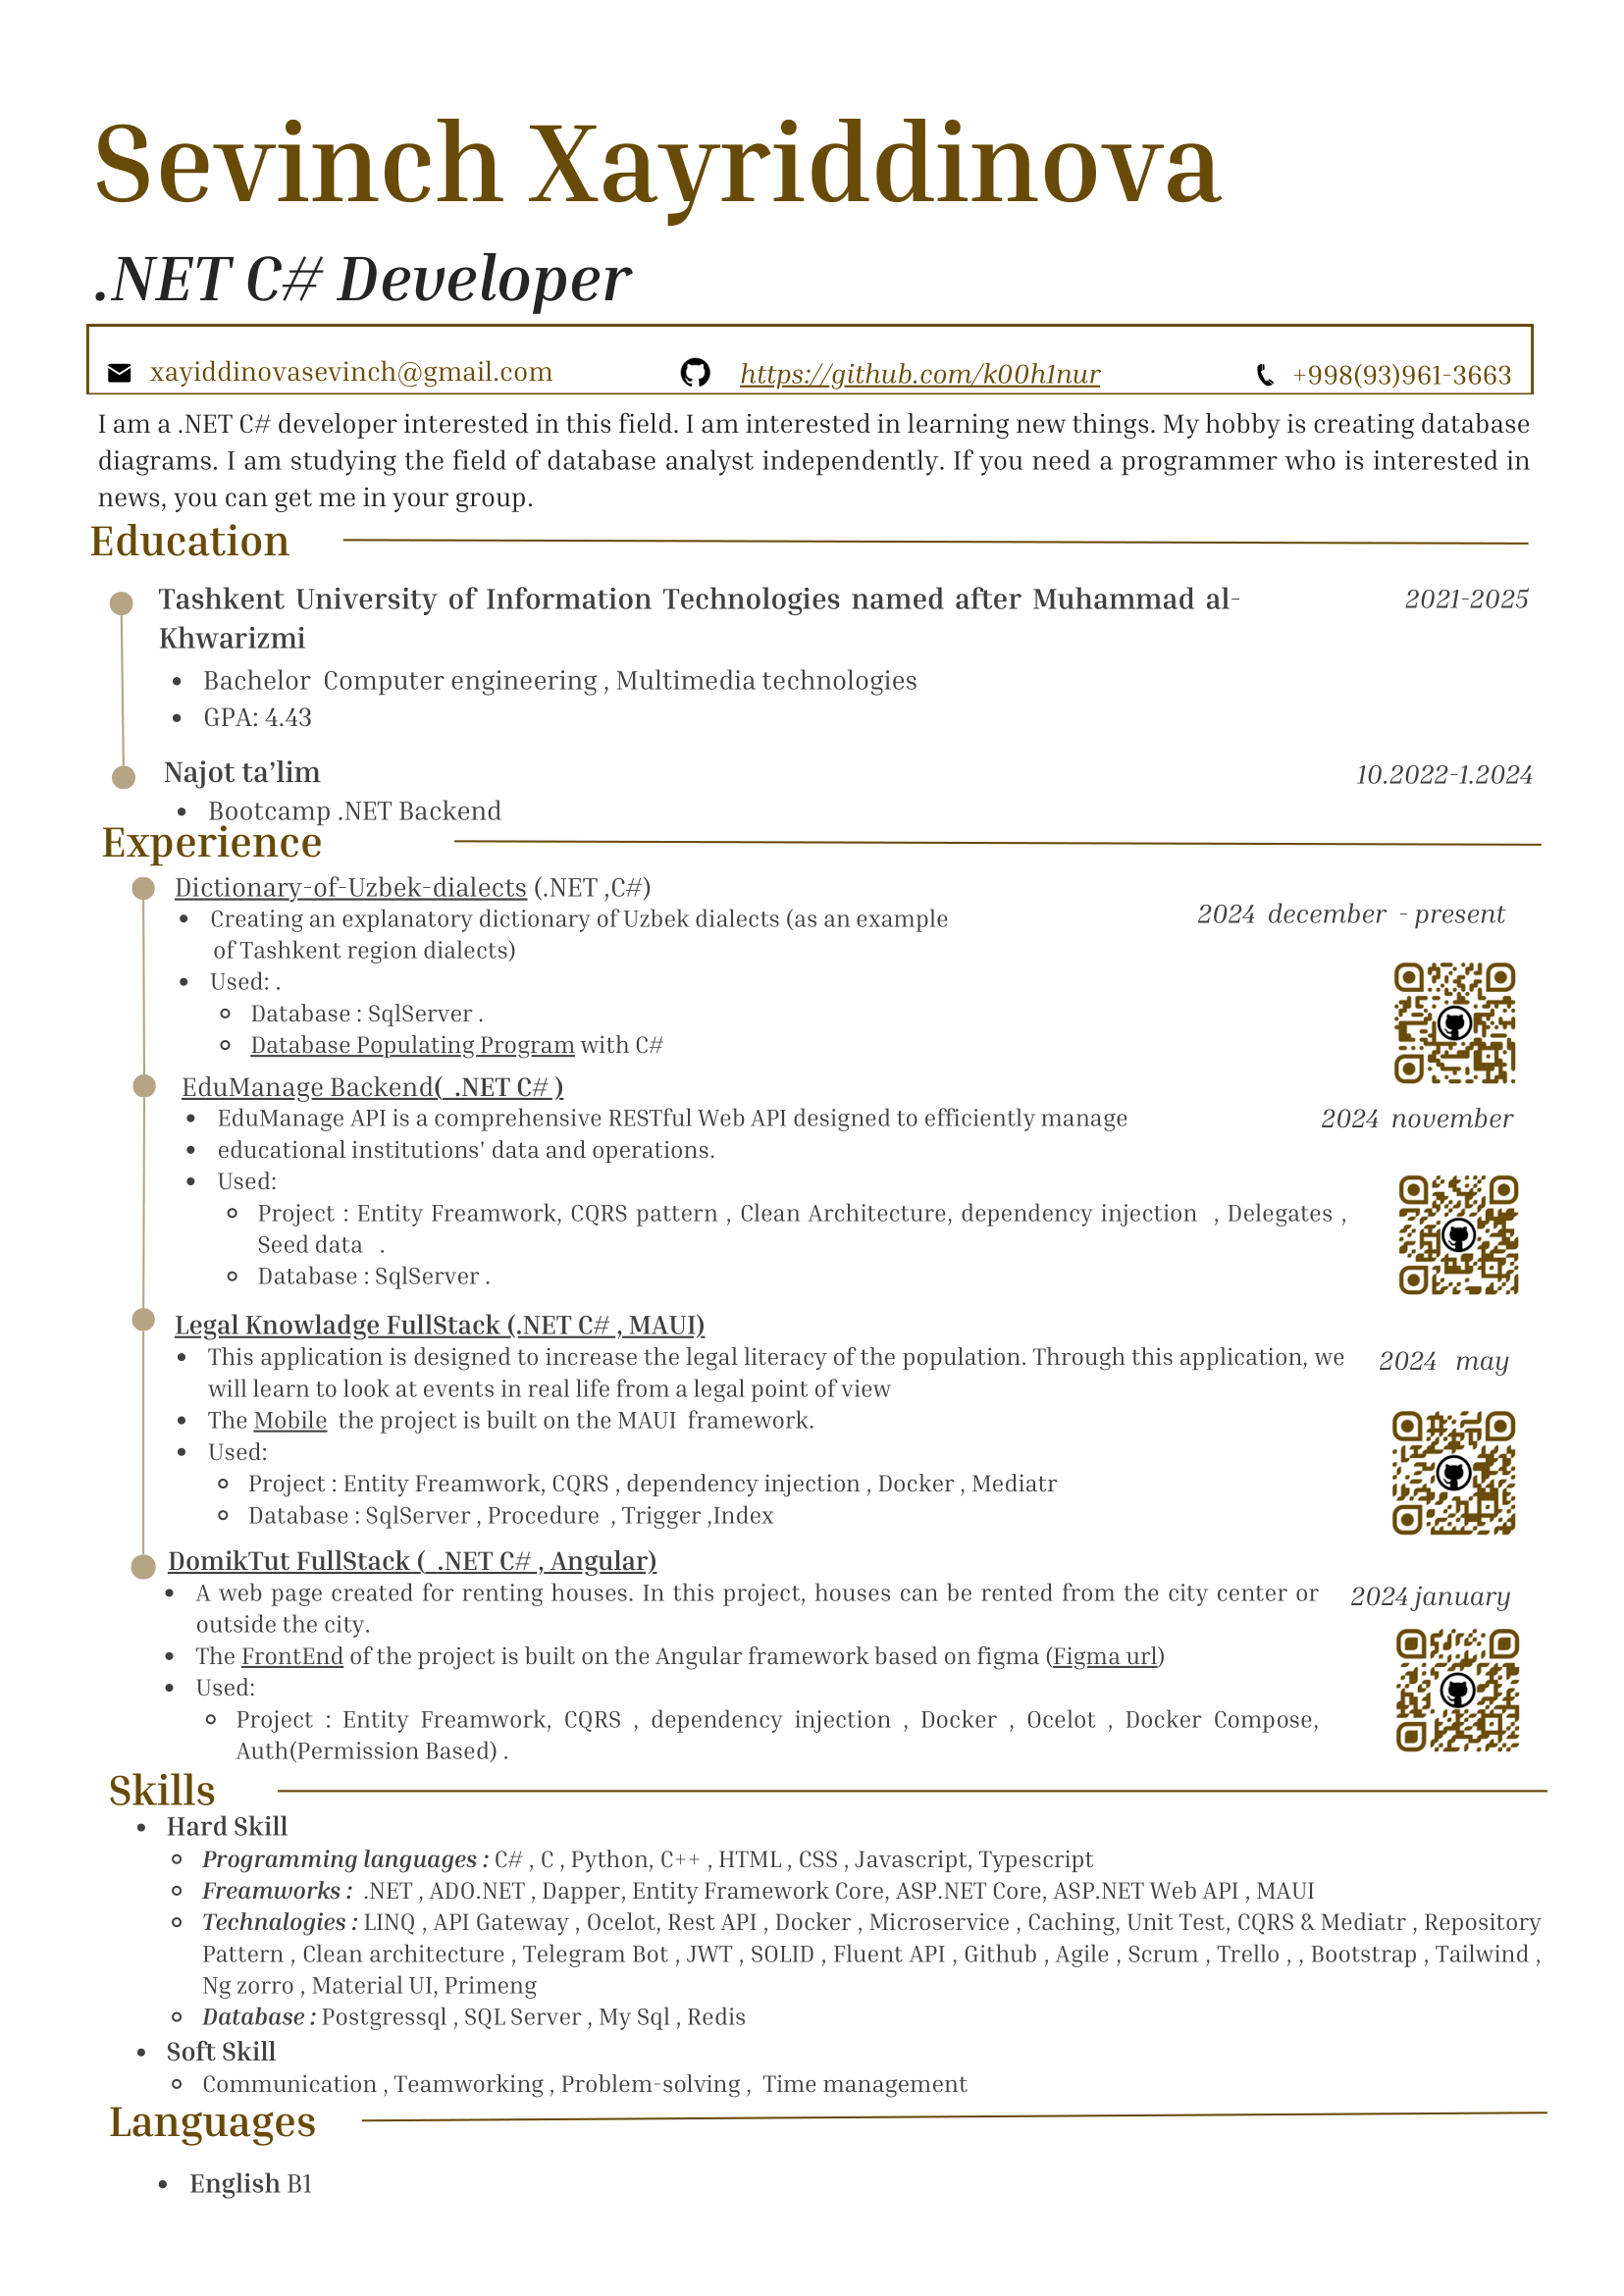 Sevinch Xayriddinova
.NET C# Developer
xayiddinovasevinch@gmail.com
https://github.com/k00h1nur
+998(93)961-3663
I am a .NET C# developer interested in this field. I am interested in learning new things. My hobby is creating database
diagrams. I am studying the field of database analyst independently. If you need a programmer who is interested in
news, you can get me in your group.
Education
Tashkent University of Information Technologies named after Muhammad al-
Khwarizmi
2021-2025
• Bachelor Computer engineering , Multimedia technologies
• GPA: 4.43
Najot ta’lim
10.2022-1.2024
• Bootcamp .NET Backend
Experience
Dictionary-of-Uzbek-dialects (.NET ,C#)
2024 december - present
• Creating an explanatory dictionary of Uzbek dialects (as an example
of Tashkent region dialects)
• Used: .
◦ Database : SqlServer .
◦ Database Populating Program with C#
EduManage Backend( .NET C# )
2024 november
• EduManage API is a comprehensive RESTful Web API designed to efficiently manage
• educational institutions' data and operations.
• Used:
◦ Project : Entity Freamwork, CQRS pattern , Clean Architecture, dependency injection , Delegates ,
Seed data .
◦ Database : SqlServer .
Legal Knowladge FullStack (.NET C# , MAUI)
2024 may
• This application is designed to increase the legal literacy of the population. Through this application, we
will learn to look at events in real life from a legal point of view
• The Mobile the project is built on the MAUI framework.
• Used:
◦ Project : Entity Freamwork, CQRS , dependency injection , Docker , Mediatr
◦ Database : SqlServer , Procedure , Trigger ,Index
DomikTut FullStack ( .NET C# , Angular)
2024 january
• A web page created for renting houses. In this project, houses can be rented from the city center or
outside the city.
• The FrontEnd of the project is built on the Angular framework based on figma (Figma url)
• Used:
◦ Project : Entity Freamwork, CQRS , dependency injection , Docker , Ocelot , Docker Compose,
Auth(Permission Based) .
Skills
• Hard Skill
◦ Programming languages : C# , C , Python, C++ , HTML , CSS , Javascript, Typescript
◦ Freamworks : .NET , ADO.NET , Dapper, Entity Framework Core, ASP.NET Core, ASP.NET Web API , MAUI
◦ Technalogies : LINQ , API Gateway , Ocelot, Rest API , Docker , Microservice , Caching, Unit Test, CQRS & Mediatr , Repository
Pattern , Clean architecture , Telegram Bot , JWT , SOLID , Fluent API , Github , Agile , Scrum , Trello , , Bootstrap , Tailwind ,
Ng zorro , Material UI, Primeng
◦ Database : Postgressql , SQL Server , My Sql , Redis
• Soft Skill
◦ Communication , Teamworking , Problem-solving , Time management
Languages
• English B1